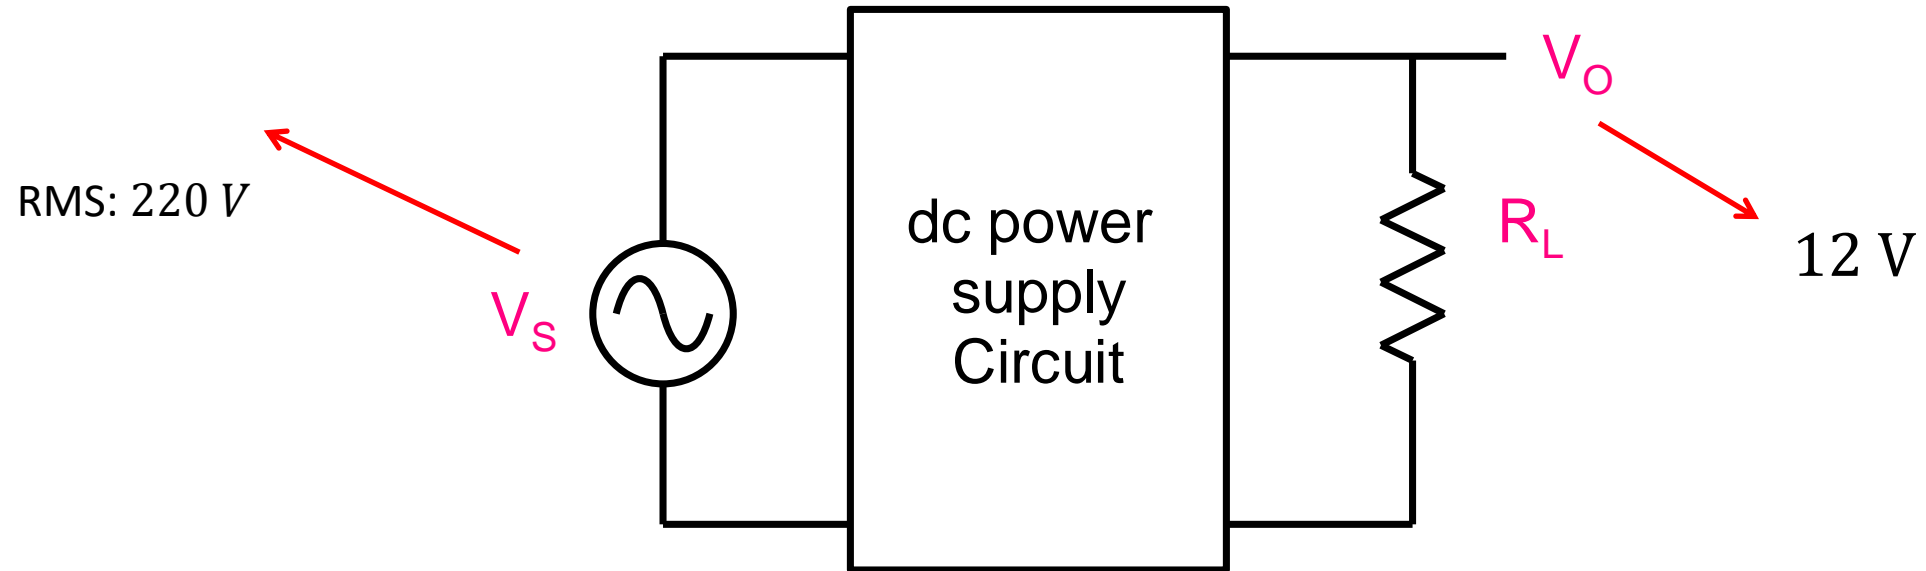 RMS: 220 V
V_S
dc power
supply
Circuit
V_O
R_L
12 V